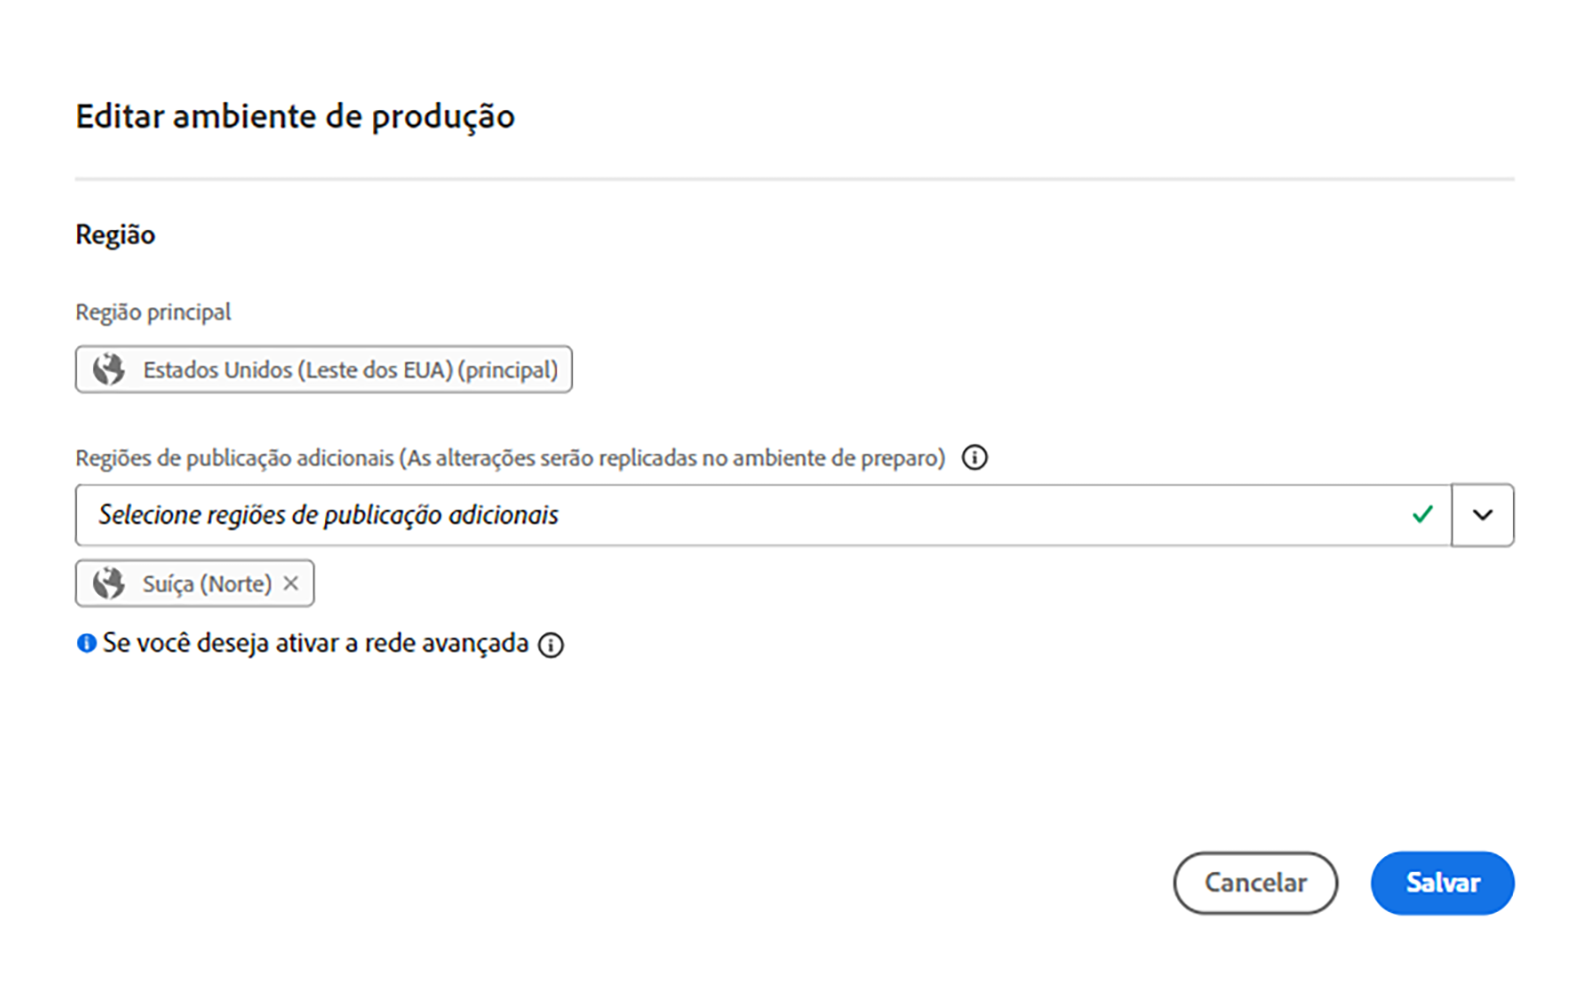 Editar ambiente de produção
Região
Região principal
Estados Unidos (Leste dos EUA) (principal)
Regiões de publicação adicionais (As alterações serão replicadas no ambiente de preparo)
Selecione regiões de publicação adicionais
Suíça (Norte)
Se você deseja ativar a rede avançada
Cancelar
Salvar